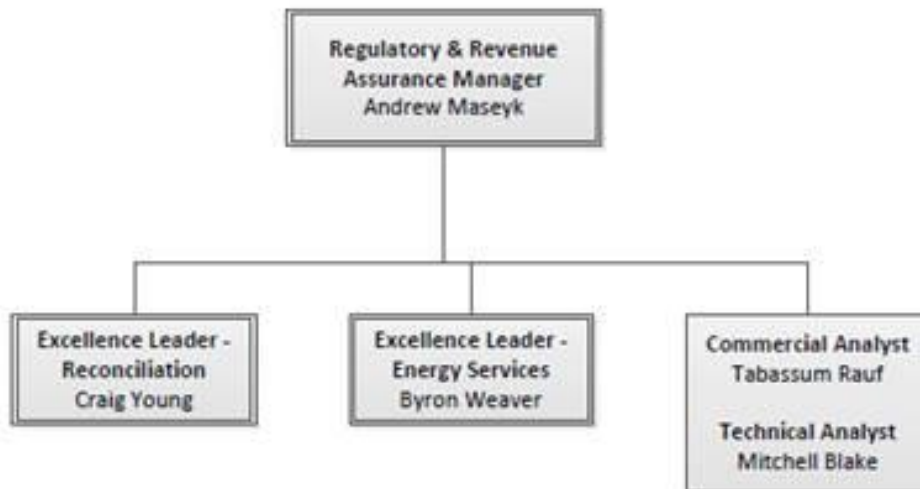 Regulatory & Revenue
Assurance Manager
Andrew Maseyk
Excellence Leader -
Reconciliation
Craig Young
Excellence Leader -
Energy Services
Byron Weaver
Commercial Analyst
Tabassum Rauf
Technical Analyst
Mitchell Blake